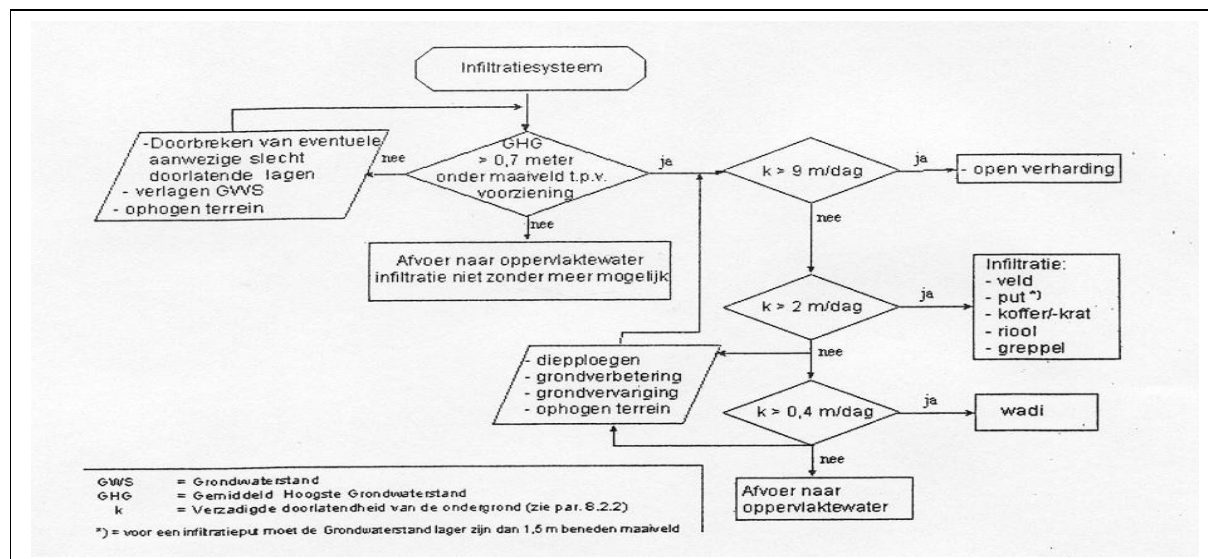 Infiltratiesysteem
-Doorbreken van eventuele
aanwezige slecht
doorlatende lagen
- verlagen GWS
- ophogen terrein
nee
GHG
> 0,7 meter
onder maaiveld t.p.v.
voorziening
ja
k > 9 m/dag
ja
- open verharding
nee
Afvoer naar oppervlaktewater
infiltratie niet zonder meer mogelijk
nee
k > 2 m/dag
ja
Infiltratie:
- veld
- put *)
- koffer/-krat
- riool
- greppel
nee
- diepploegen
- grondverbetering
- grondvervanging
- ophogen terrein
k > 0,4 m/dag
ja
wadi
nee
Afvoer naar
oppervlaktewater
GWS = Grondwaterstand
GHG = Gemiddeld Hoogste Grondwaterstand
k = Verzadigde doorlatendheid van de ondergrond (zie par. 8.2.2)
*) = voor een infiltratieput moet de Grondwaterstand lager zijn dan 1,5 m beneden maaiveld